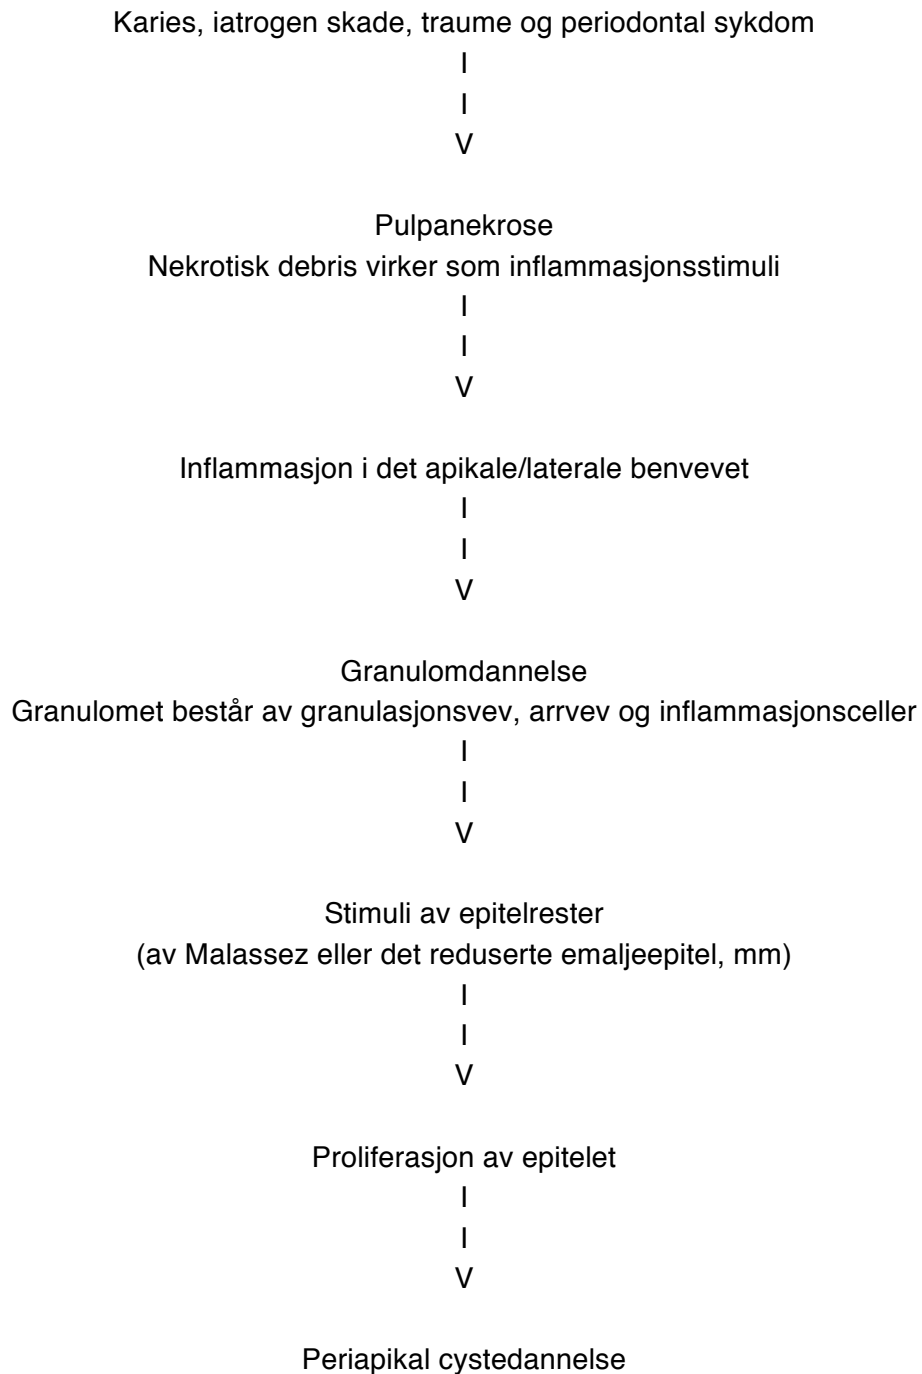 Karies, iatrogen skade, traume og periodontal sykdom
I
I
V
Pulpanekrose
Nekrotisk debris virker som inflammasjonsstimuli
I
I
V
Inflammasjon i det apikale/laterale benvevet
I
I
V
Granulomdannelse
Granulomet består av granulasjonsvev, arrvev og inflammasjonsceller
I
I
V
Stimuli av epitelrester
(av Malassez eller det reduserte emaljeepitel, mm)
I
I
V
Proliferasjon av epitelet
I
I
V
Periapikal cystedannelse